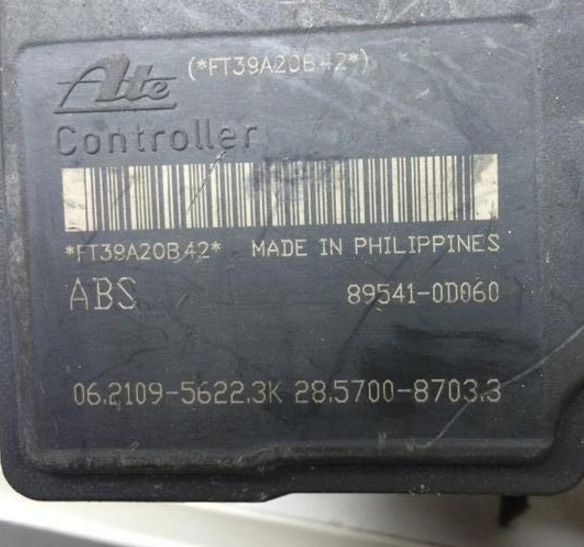 Ate (*FT39A20B42*)
Controller
*FT39A20B42* MADE IN PHILIPPINES
ABS 89541-0D060
06.2109-5622.3K 28.5700-8703.3